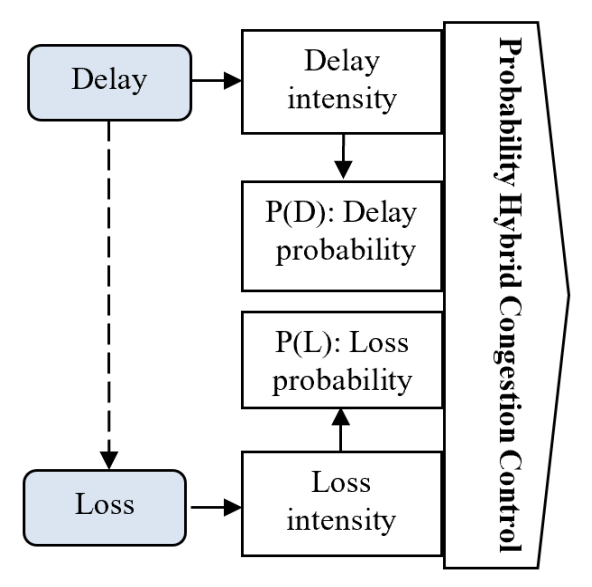 Delay
Delay
intensity
P(D): Delay
probability
P(L): Loss
probability
Loss
Loss
intensity
Probability Hybrid Congestion Control